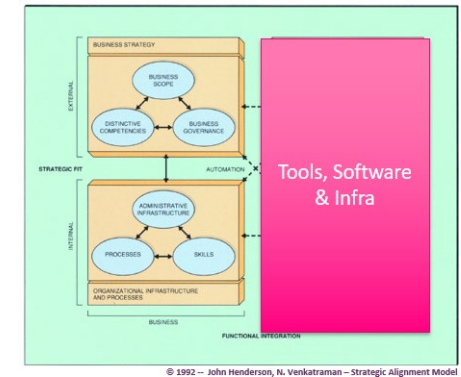 BUSINESS STRATEGY
EXTERNAL
BUSINESS
SCOPE
DISTINCTIVE
COMPETENCIES
BUSINESS
GOVERNANCE
STRATEGIC FIT
AUTOMATION
Tools, Software
& Infra
INTERNAL
ADMINISTRATIVE
INFRASTRUCTURE
PROCESSES
SKILLS
ORGANIZATIONAL INFRASTRUCTURE
AND PROCESSES
BUSINESS
FUNCTIONAL INTEGRATION
© 1992 -- John Henderson, N. Venkatraman – Strategic Alignment Model